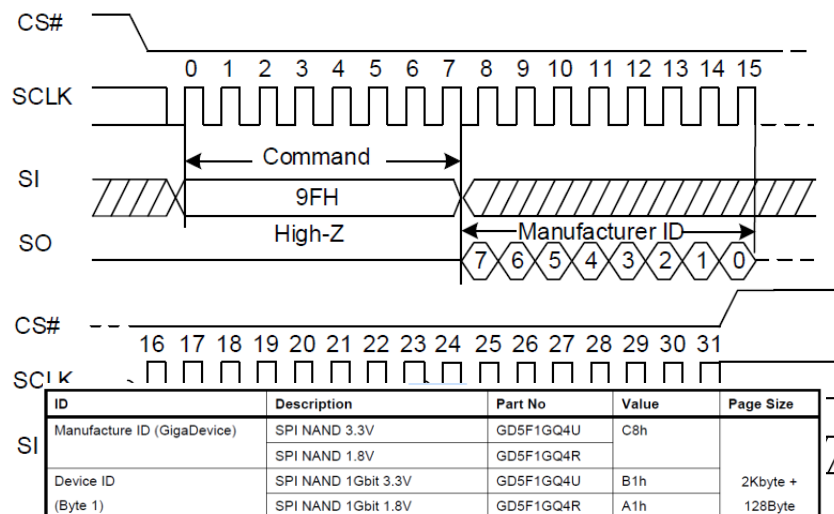 CS#
0 1 2 3 4 5 6 7 8 9 10 11 12 13 14 15
SCLK
Command
SI
9FH
High-Z
Manufacturer ID
SO
7 6 5 4 3 2 1 0
CS#
16 17 18 19 20 21 22 23 24 25 26 27 28 29 30 31
SCLK
ID Description Part No Value Page Size
SI
Manufacture ID (GigaDevice) SPI NAND 3.3V GD5F1GQ4U C8h
SPI NAND 1.8V GD5F1GQ4R
Device ID SPI NAND 1Gbit 3.3V GD5F1GQ4U B1h 2Kbyte +
(Byte 1) SPI NAND 1Gbit 1.8V GD5F1GQ4R A1h 128Byte